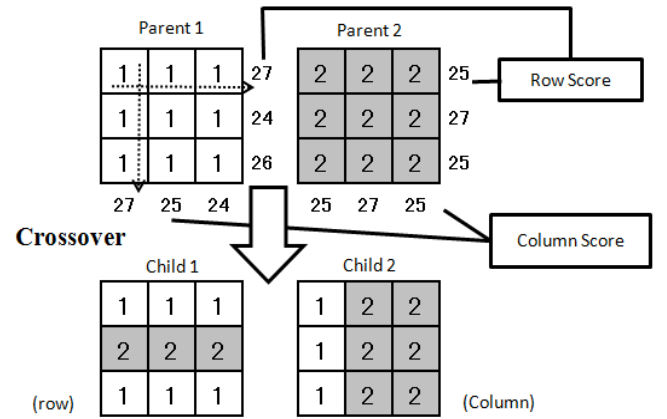 Parent 1
Parent 2
1 1 1 27
2 2 2 25
Row Score
1 1 1 24
2 2 2 27
1 1 1 26
2 2 2 25
27 25 24
25 27 25
Crossover
Column Score
Child 1
Child 2
1 1 1
1 2 2
2 2 2
1 2 2
1 1 1
1 2 2
(row)
(Column)